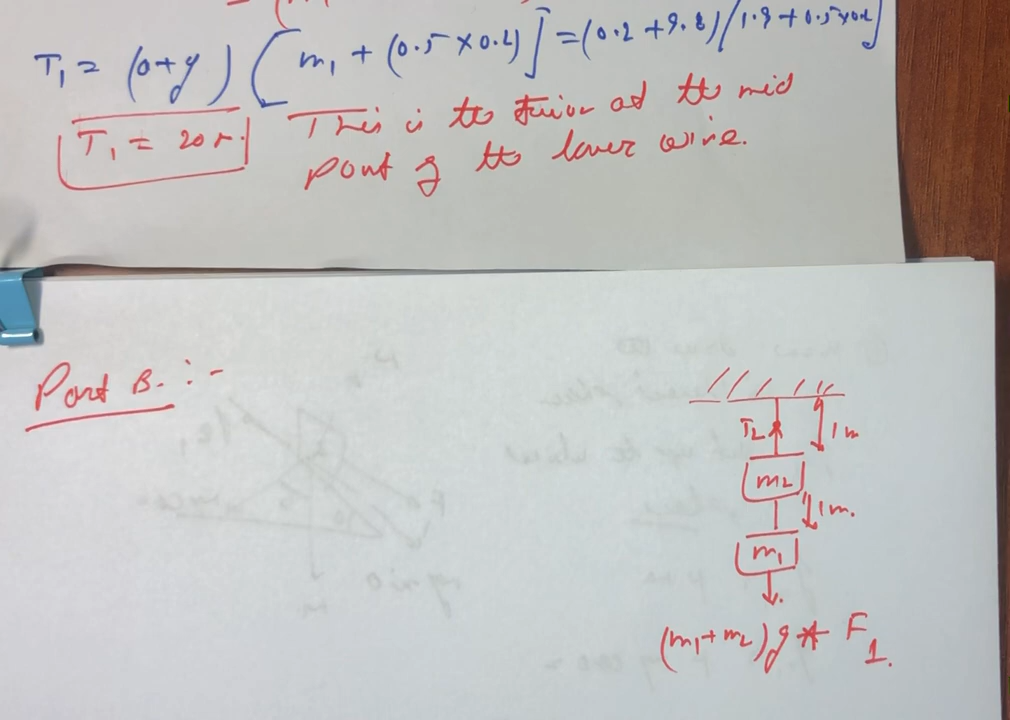 = (m
T₁ = (a+g) [ m₁ + (0.5 × 0.2) ] = (0.2 + 9.8) [1.9 + 0.5×0.2]
T₁ = 20 N. This is the tension at the mid
point of the lower wire.
Part B. :-
T₂
1m
m₂
1m.
m₁
(m₁+m₂)g
F₁.